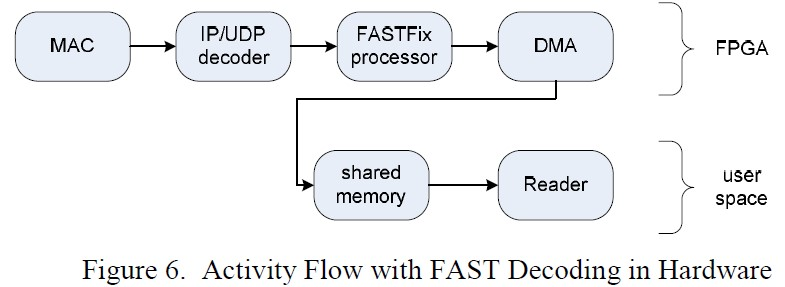 MAC
IP/UDP
decoder
FASTFix
processor
DMA
FPGA
shared
memory
Reader
user
space
Figure 6. Activity Flow with FAST Decoding in Hardware